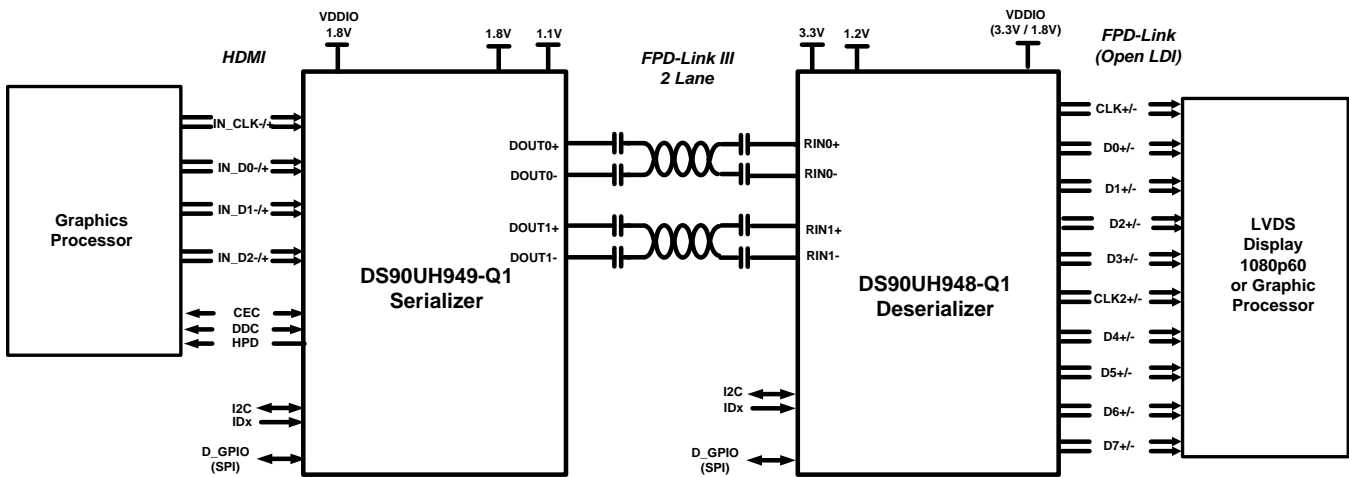 VDDIO
1.8V
1.8V
1.1V
3.3V
1.2V
VDDIO
(3.3V / 1.8V)
HDMI
FPD-Link III
2 Lane
FPD-Link
(Open LDI)
Graphics
Processor
IN_CLK-/+
IN_D0-/+
IN_D1-/+
IN_D2-/+
CEC
DDC
HPD
I2C
IDx
D_GPIO
(SPI)
DS90UH949-Q1
Serializer
DOUT0+
DOUT0-
DOUT1+
DOUT1-
RIN0+
RIN0-
RIN1+
RIN1-
DS90UH948-Q1
Deserializer
I2C
IDx
D_GPIO
(SPI)
CLK+/-
D0+/-
D1+/-
D2+/-
D3+/-
CLK2+/-
D4+/-
D5+/-
D6+/-
D7+/-
LVDS
Display
1080p60
or Graphic
Processor